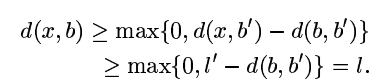 d(x, b) ≥ max{0, d(x, b′) − d(b, b′)}
≥ max{0, l′ − d(b, b′)} = l.